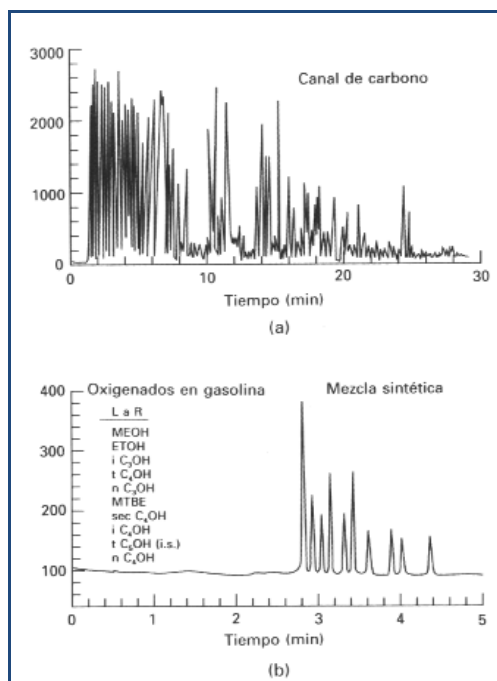 3000
Canal de carbono
2000
1000
0
0 10 20 30
Tiempo (min)
(a)
400
Oxigenados en gasolina Mezcla sintética
L a R
MEOH
ETOH
300
i C₃OH
t C₄OH
n C₃OH
MTBE
200
sec C₄OH
i C₄OH
t C₅OH (i.s.)
n C₄OH
100
0 1 2 3 4 5
Tiempo (min)
(b)